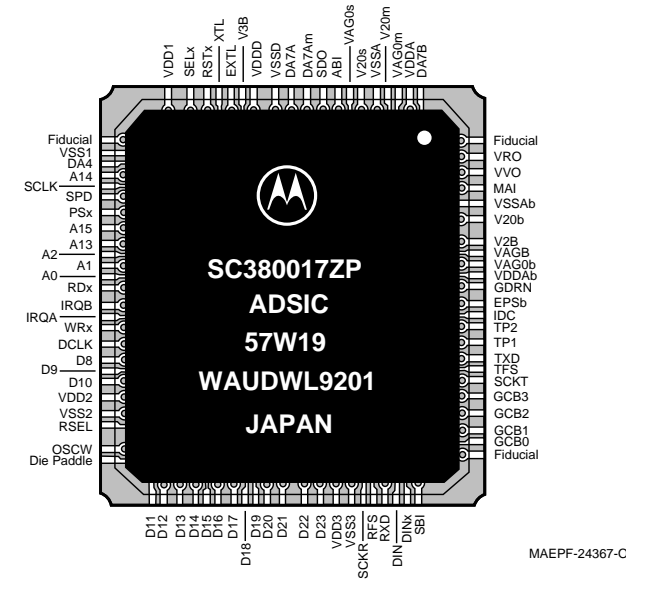 VDD1
SELx
RSTx
XTL
EXTL
V3B
VDDD
VSSD
DA7A
DA7Am
SDO
ABI
VAG0s
V20s
VSSA
V20m
VAG0m
VDDA
DA7B
Fiducial
VSS1
DA4
A14
SCLK
SPD
PSx
A15
A13
A2
A1
A0
RDx
IRQB
IRQA
WRx
DCLK
D8
D9
D10
VDD2
VSS2
RSEL
OSCW
Die Paddle
SC380017ZP
ADSIC
57W19
WAUDWL9201
JAPAN
Fiducial
VRO
VVO
MAI
VSSAb
V20b
V2B
VAGB
VAG0b
VDDAb
GDRN
EPSb
IDC
TP2
TP1
TXD
TFS
SCKT
GCB3
GCB2
GCB1
GCB0
Fiducial
D11
D12
D13
D14
D15
D16
D17
D18
D19
D20
D21
D22
D23
VDD3
VSS3
SCKR
RFS
RXD
DIN
DINx
SBI
MAEPF-24367-O